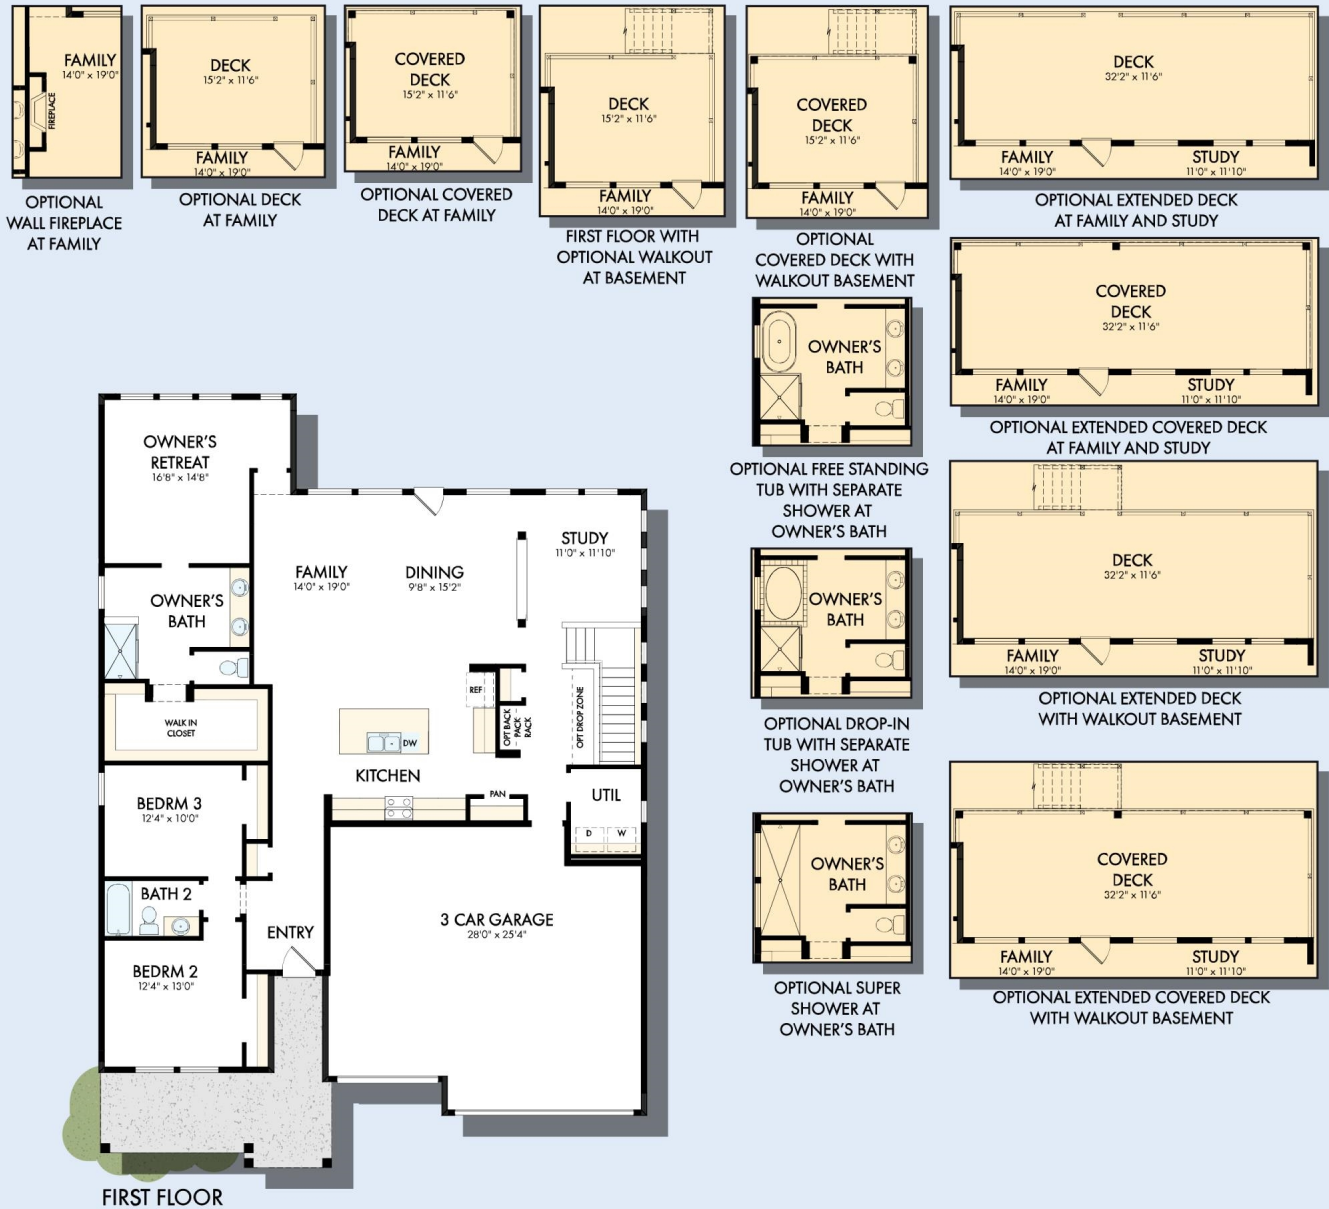 FAMILY
14'0" x 19'0"
FIREPLACE
OPTIONAL
WALL FIREPLACE
AT FAMILY
DECK
15'2" x 11'6"
FAMILY
14'0" x 19'0"
OPTIONAL DECK
AT FAMILY
COVERED
DECK
15'2" x 11'6"
FAMILY
14'0" x 19'0"
OPTIONAL COVERED
DECK AT FAMILY
DECK
15'2" x 11'6"
FAMILY
14'0" x 19'0"
FIRST FLOOR WITH
OPTIONAL WALKOUT
AT BASEMENT
COVERED
DECK
15'2" x 11'6"
FAMILY
14'0" x 19'0"
OPTIONAL
COVERED DECK WITH
WALKOUT BASEMENT
DECK
32'2" x 11'6"
FAMILY
14'0" x 19'0"
STUDY
11'0" x 11'10"
OPTIONAL EXTENDED DECK
AT FAMILY AND STUDY
COVERED
DECK
32'2" x 11'6"
FAMILY
14'0" x 19'0"
STUDY
11'0" x 11'10"
OPTIONAL EXTENDED COVERED DECK
AT FAMILY AND STUDY
OWNER'S
BATH
OPTIONAL FREE STANDING
TUB WITH SEPARATE
SHOWER AT
OWNER'S BATH
DECK
32'2" x 11'6"
FAMILY
14'0" x 19'0"
STUDY
11'0" x 11'10"
OPTIONAL EXTENDED DECK
WITH WALKOUT BASEMENT
OWNER'S
BATH
OPTIONAL DROP-IN
TUB WITH SEPARATE
SHOWER AT
OWNER'S BATH
COVERED
DECK
32'2" x 11'6"
FAMILY
14'0" x 19'0"
STUDY
11'0" x 11'10"
OPTIONAL EXTENDED COVERED DECK
WITH WALKOUT BASEMENT
OWNER'S
BATH
OPTIONAL SUPER
SHOWER AT
OWNER'S BATH
OWNER'S
RETREAT
16'8" x 14'8"
STUDY
11'0" x 11'10"
FAMILY
14'0" x 19'0"
DINING
9'8" x 15'2"
OWNER'S
BATH
REF
WALK IN
CLOSET
OPT BACK
PACK
RACK
OPT DROP ZONE
DW
KITCHEN
PAN
UTIL
D
W
BEDRM 3
12'4" x 10'0"
BATH 2
ENTRY
3 CAR GARAGE
28'0" x 25'4"
BEDRM 2
12'4" x 13'0"
FIRST FLOOR